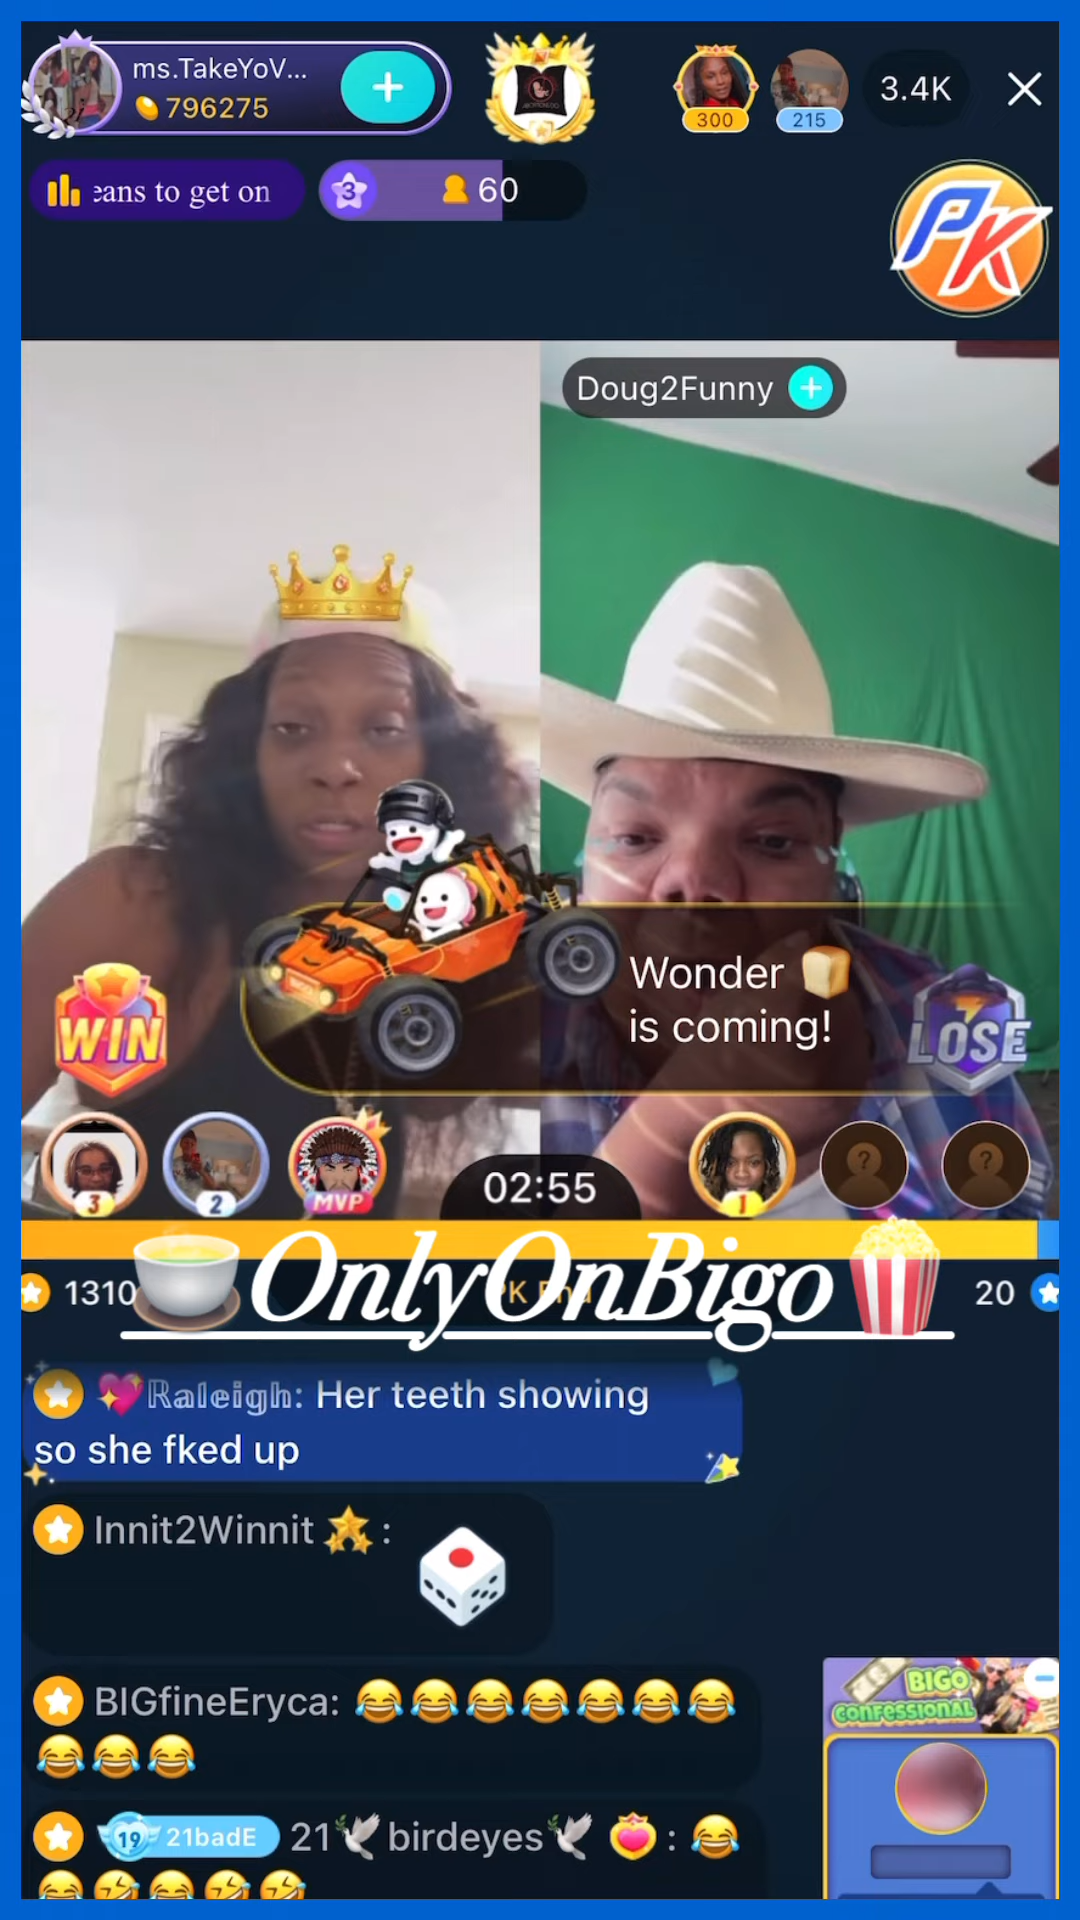 ms.TakeYoV...
796275
300
215
3.4K
eans to get on
3
60
PK
Doug2Funny
Wonder 🍞
is coming!
WIN
LOSE
3
2
MVP
02:55
1
OnlyOnBigo
1310
PK End
20
💖Raleigh: Her teeth showing
so she fked up
Innit2Winnit :
BIGfineEryca: 😂😂😂😂😂😂😂
😂😂😂
19 21badE 21🕊️birdeyes🕊️ : 😂
😂🤣😂🤣🤣
BIGO
CONFESSIONAL